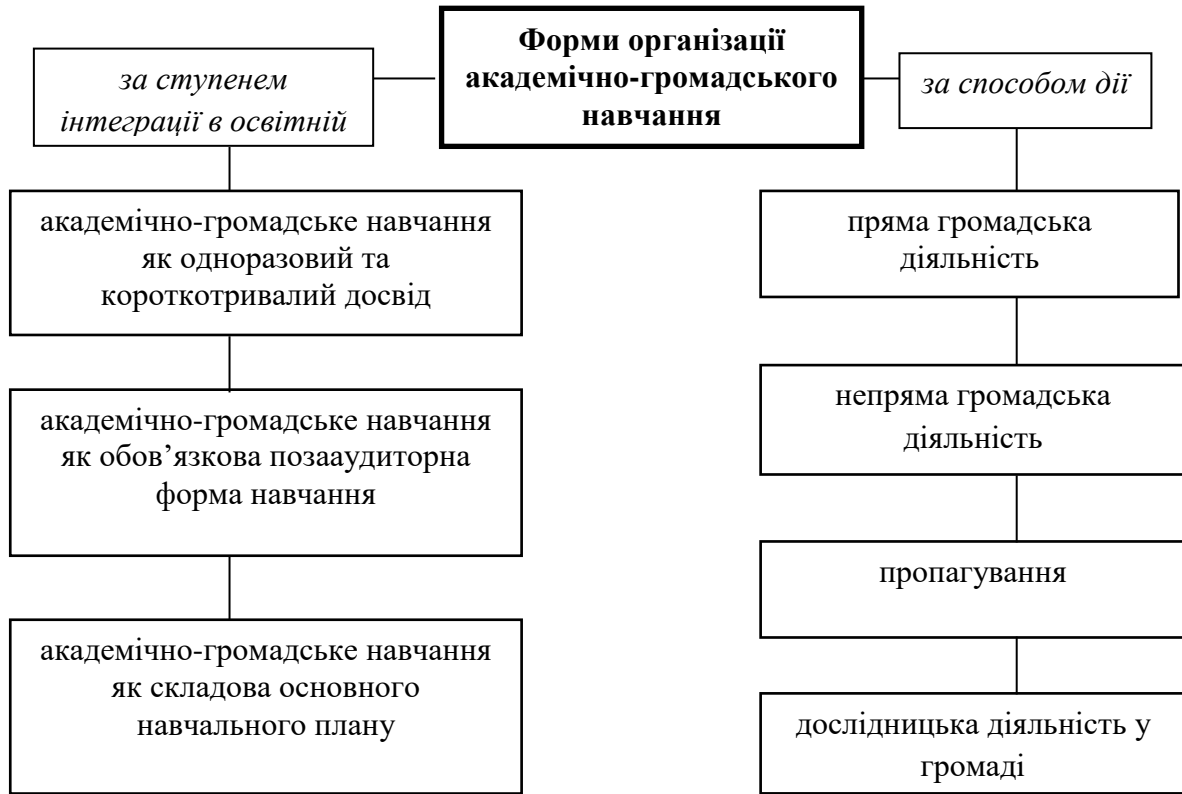 Форми організації
академічно-громадського
навчання
за ступенем
інтеграції в освітній
за способом дії
академічно-громадське навчання
як одноразовий та
короткотривалий досвід
академічно-громадське навчання
як обов’язкова позааудиторна
форма навчання
академічно-громадське навчання
як складова основного
навчального плану
пряма громадська
діяльність
непряма громадська
діяльність
пропагування
дослідницька діяльність у
громаді